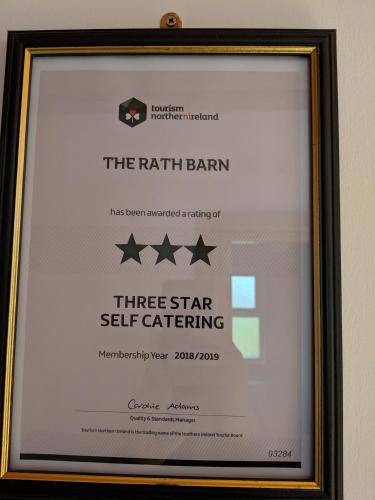 tourism
northernireland
THE RATH BARN
has been awarded a rating of
THREE STAR
SELF CATERING
Membership Year 2018/2019
Caroline Adams
Quality & Standards Manager
Tourism Northern Ireland is the trading name of the Northern Ireland Tourist Board
93284